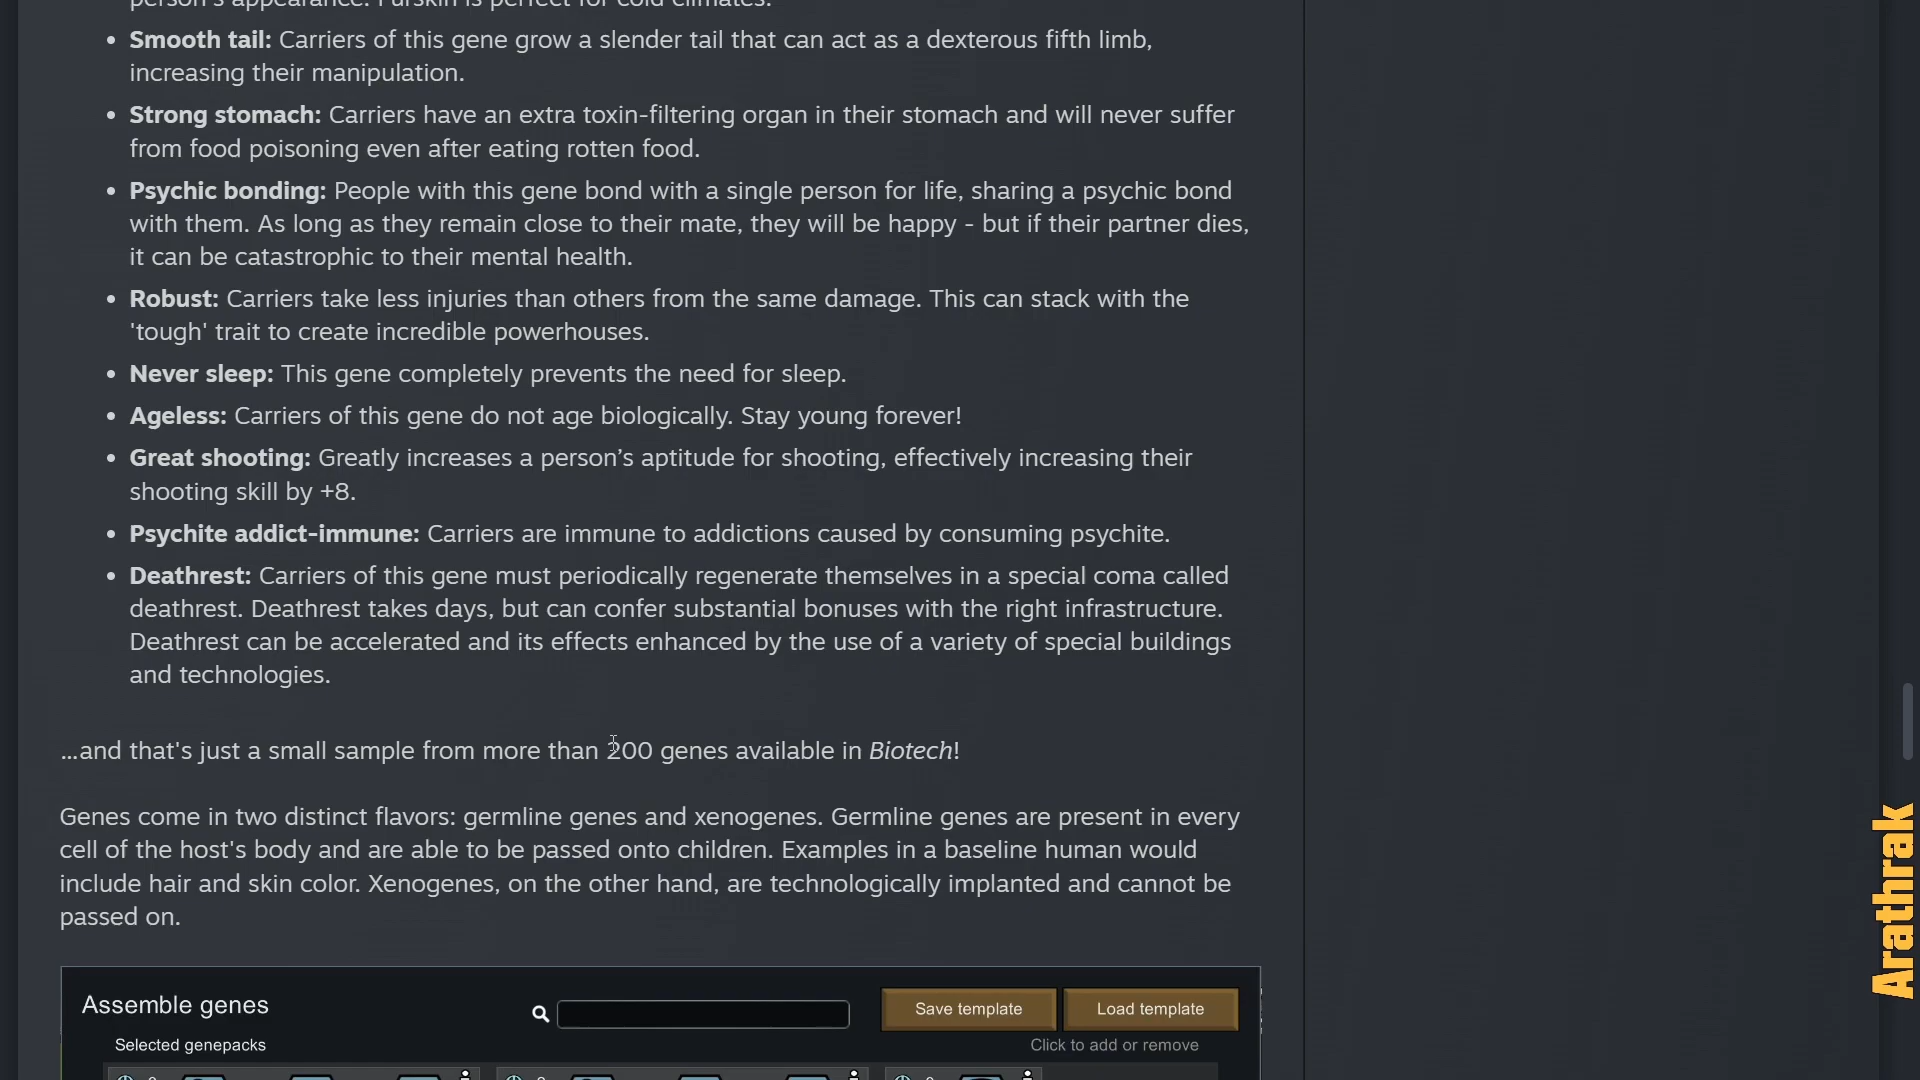 person's appearance. Furskin is perfect for cold climates.
• Smooth tail: Carriers of this gene grow a slender tail that can act as a dexterous fifth limb,
increasing their manipulation.
• Strong stomach: Carriers have an extra toxin-filtering organ in their stomach and will never suffer
from food poisoning even after eating rotten food.
• Psychic bonding: People with this gene bond with a single person for life, sharing a psychic bond
with them. As long as they remain close to their mate, they will be happy - but if their partner dies,
it can be catastrophic to their mental health.
• Robust: Carriers take less injuries than others from the same damage. This can stack with the
'tough' trait to create incredible powerhouses.
• Never sleep: This gene completely prevents the need for sleep.
• Ageless: Carriers of this gene do not age biologically. Stay young forever!
• Great shooting: Greatly increases a person’s aptitude for shooting, effectively increasing their
shooting skill by +8.
• Psychite addict-immune: Carriers are immune to addictions caused by consuming psychite.
• Deathrest: Carriers of this gene must periodically regenerate themselves in a special coma called
deathrest. Deathrest takes days, but can confer substantial bonuses with the right infrastructure.
Deathrest can be accelerated and its effects enhanced by the use of a variety of special buildings
and technologies.
...and that's just a small sample from more than 200 genes available in Biotech!
Genes come in two distinct flavors: germline genes and xenogenes. Germline genes are present in every
cell of the host's body and are able to be passed onto children. Examples in a baseline human would
include hair and skin color. Xenogenes, on the other hand, are technologically implanted and cannot be
passed on.
Assemble genes
Save template
Load template
Selected genepacks
Click to add or remove
Arathrak